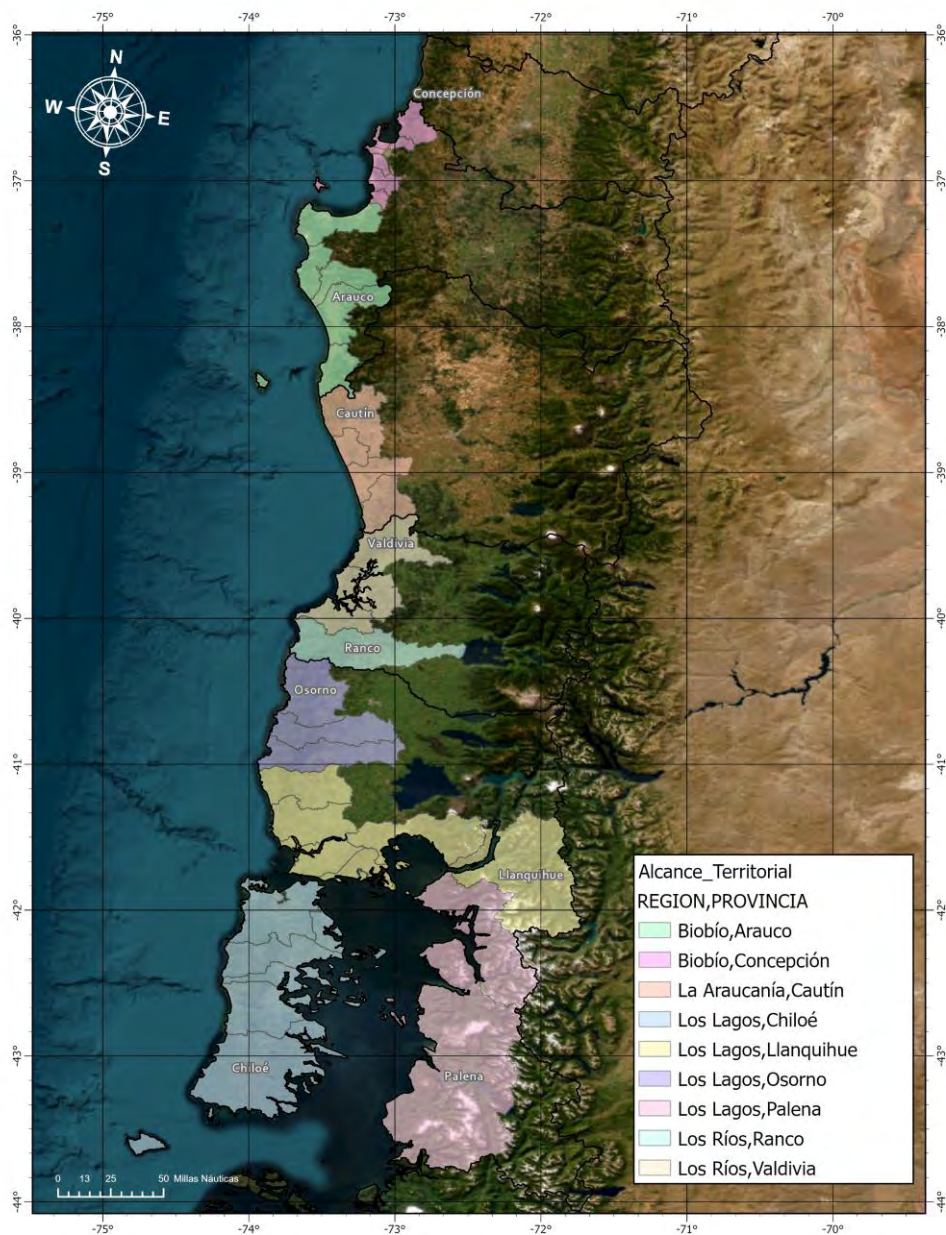 -75° -74° -73° -72° -71° -70°
-36° -36°
N
W E
S
Concepción
-37° -37°
Arauco
-38° -38°
Cautín
-39° -39°
Valdivia
-40° -40°
Ranco
Osorno
-41° -41°
Llanquihue
-42° -42°
Chiloé
Palena
-43° -43°
-44° -44°
Alcance_Territorial
REGION,PROVINCIA
Biobío,Arauco
Biobío,Concepción
La Araucanía,Cautín
Los Lagos,Chiloé
Los Lagos,Llanquihue
Los Lagos,Osorno
Los Lagos,Palena
Los Ríos,Ranco
Los Ríos,Valdivia
0 13 25 50 Millas Náuticas
-75° -74° -73° -72° -71° -70°